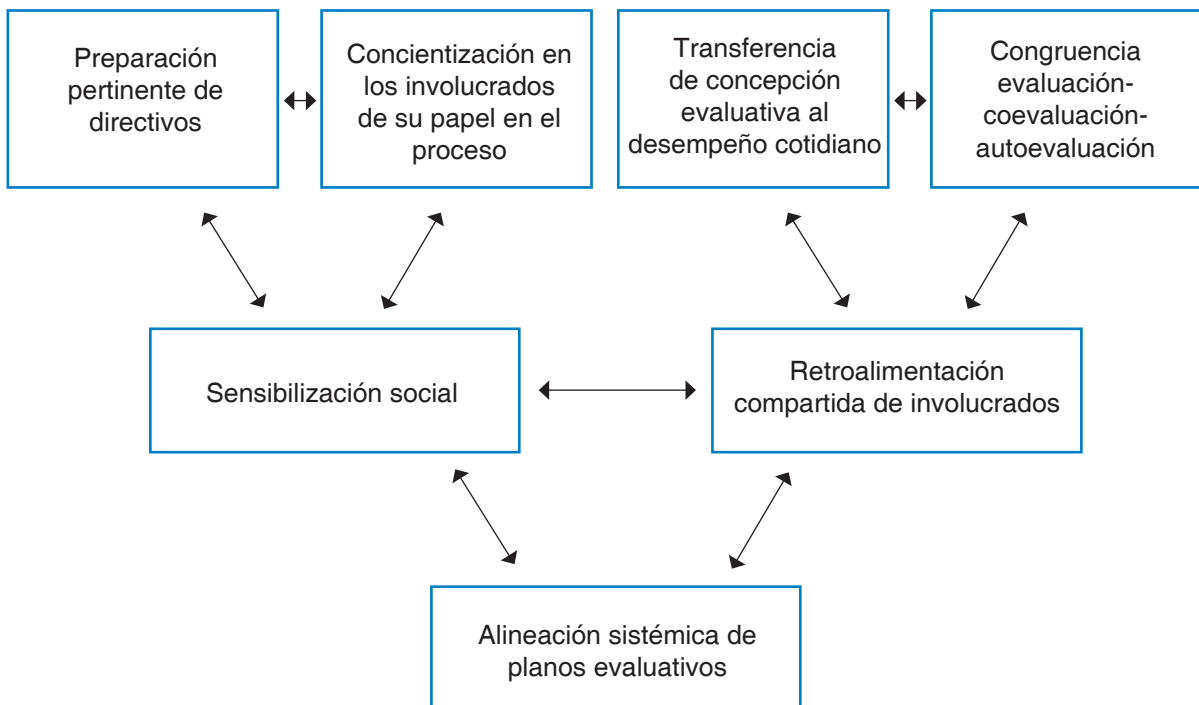 Preparación
pertinente de
directivos
Concientización en
los involucrados
de su papel en el
proceso
Transferencia
de concepción
evaluativa al
desempeño cotidiano
Congruencia
evaluación-
coevaluación-
autoevaluación
Sensibilización social
Retroalimentación
compartida de involucrados
Alineación sistémica de
planos evaluativos